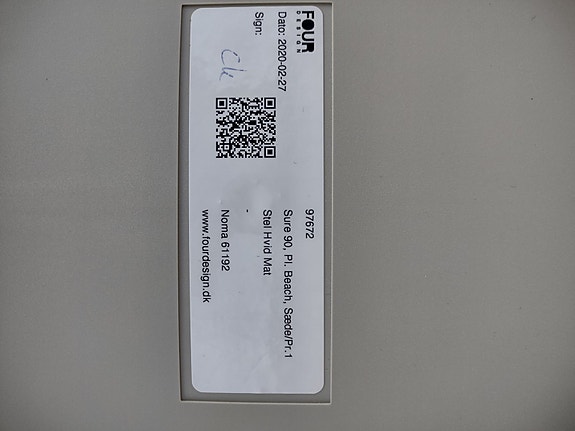 FOUR
DESIGN
Dato: 2020-02-27
Sign:
Ck
97672
Sure 90, Pl. Beach, Sæde/Pr.1
Stel Hvid Mat
-
Noma 61192
www.fourdesign.dk